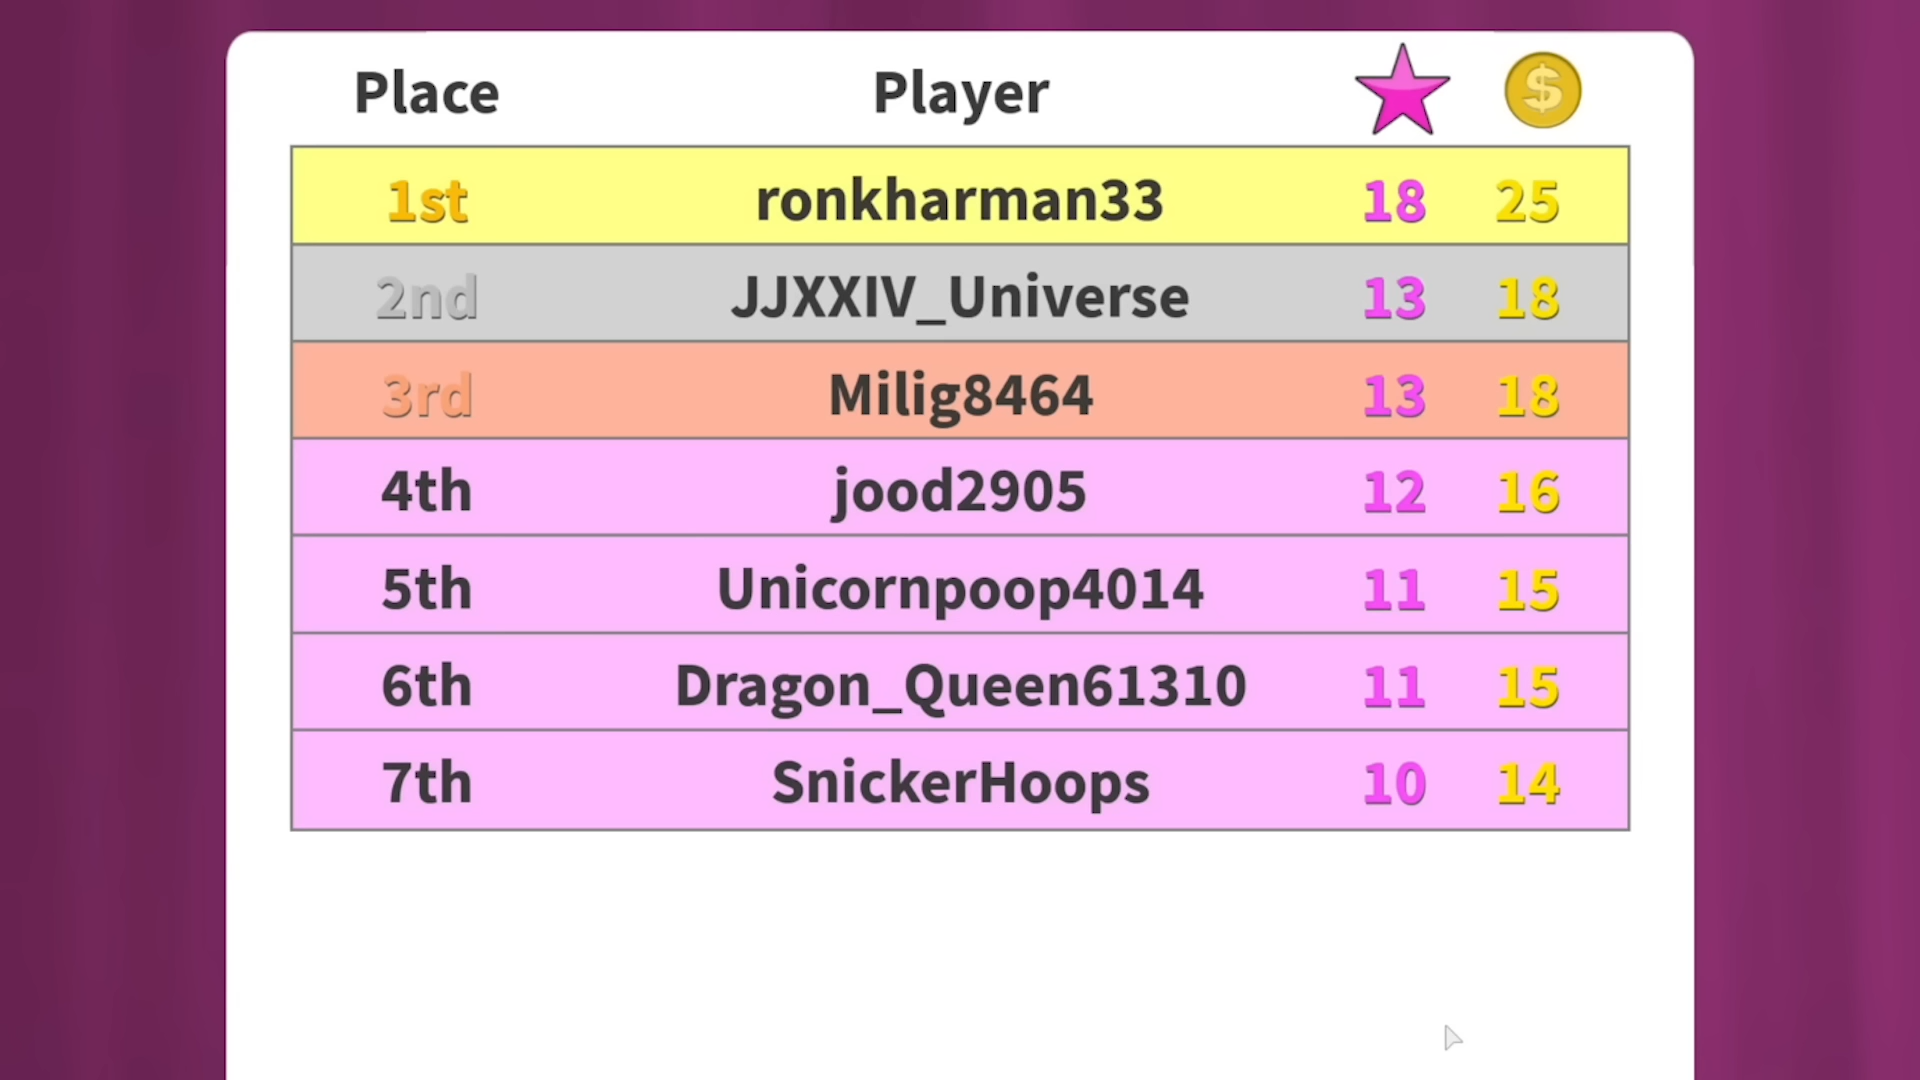 Place Player $
1st ronkharman33 18 25
2nd JJXXIV_Universe 13 18
3rd Milig8464 13 18
4th jood2905 12 16
5th Unicornpoop4014 11 15
6th Dragon_Queen61310 11 15
7th SnickerHoops 10 14